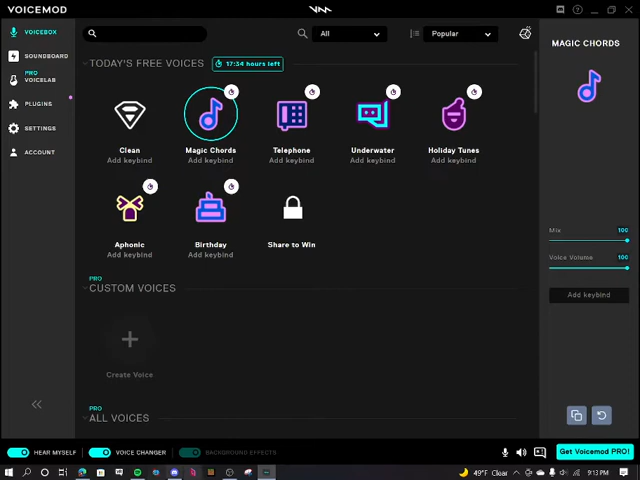 VOICEMOD
VOICEBOX
SOUNDBOARD
PRO
VOICELAB
PLUGINS
SETTINGS
ACCOUNT
All
Popular
TODAY'S FREE VOICES
17:34 hours left
Clean
Add keybind
Magic Chords
Add keybind
Telephone
Add keybind
Underwater
Add keybind
Holiday Tunes
Add keybind
Aphonic
Add keybind
Birthday
Add keybind
Share to Win
PRO
CUSTOM VOICES
Create Voice
PRO
ALL VOICES
MAGIC CHORDS
Mix 100
Voice Volume 100
Add keybind
HEAR MYSELF
VOICE CHANGER
BACKGROUND EFFECTS
Get Voicemod PRO!
49°F Clear
9:13 PM